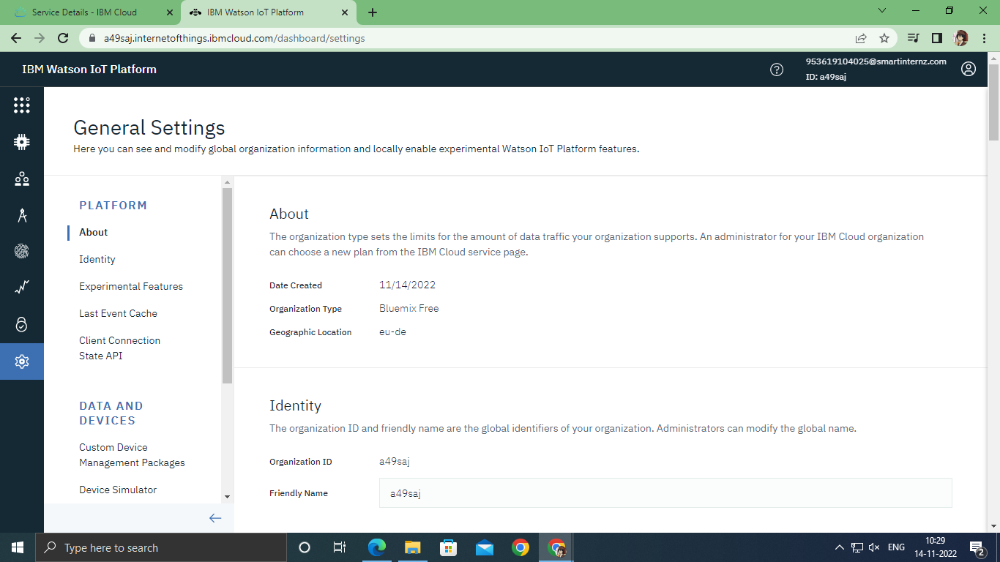 Service Details - IBM Cloud
IBM Watson IoT Platform
a49saj.internetofthings.ibmcloud.com/dashboard/settings
IBM Watson IoT Platform
953619104025@smartinternz.com
ID: a49saj
General Settings
Here you can see and modify global organization information and locally enable experimental Watson IoT Platform features.
PLATFORM
About
Identity
Experimental Features
Last Event Cache
Client Connection
State API
DATA AND
DEVICES
Custom Device
Management Packages
Device Simulator
About
The organization type sets the limits for the amount of data traffic your organization supports. An administrator for your IBM Cloud organization
can choose a new plan from the IBM Cloud service page.
Date Created 11/14/2022
Organization Type Bluemix Free
Geographic Location eu-de
Identity
The organization ID and friendly name are the global identifiers of your organization. Administrators can modify the global name.
Organization ID a49saj
Friendly Name a49saj
Type here to search
ENG
10:29
14-11-2022
2